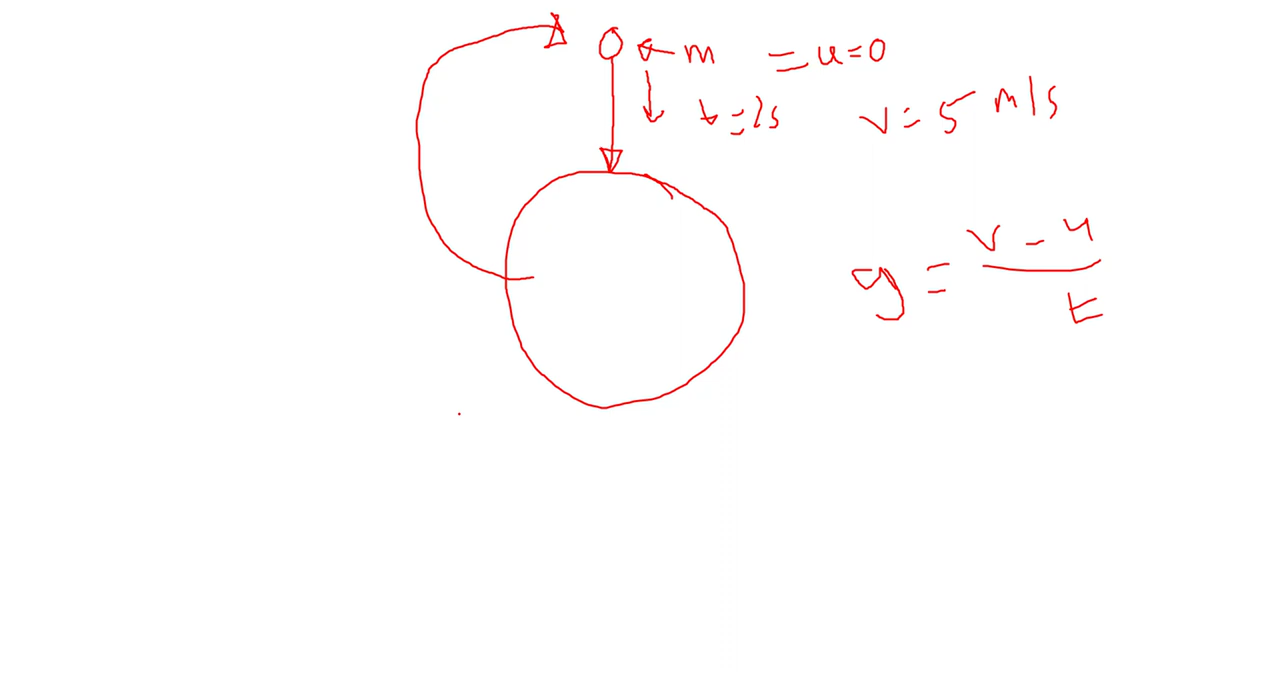 m = u=0
t=2s v=5 m/s
g = v-u
t